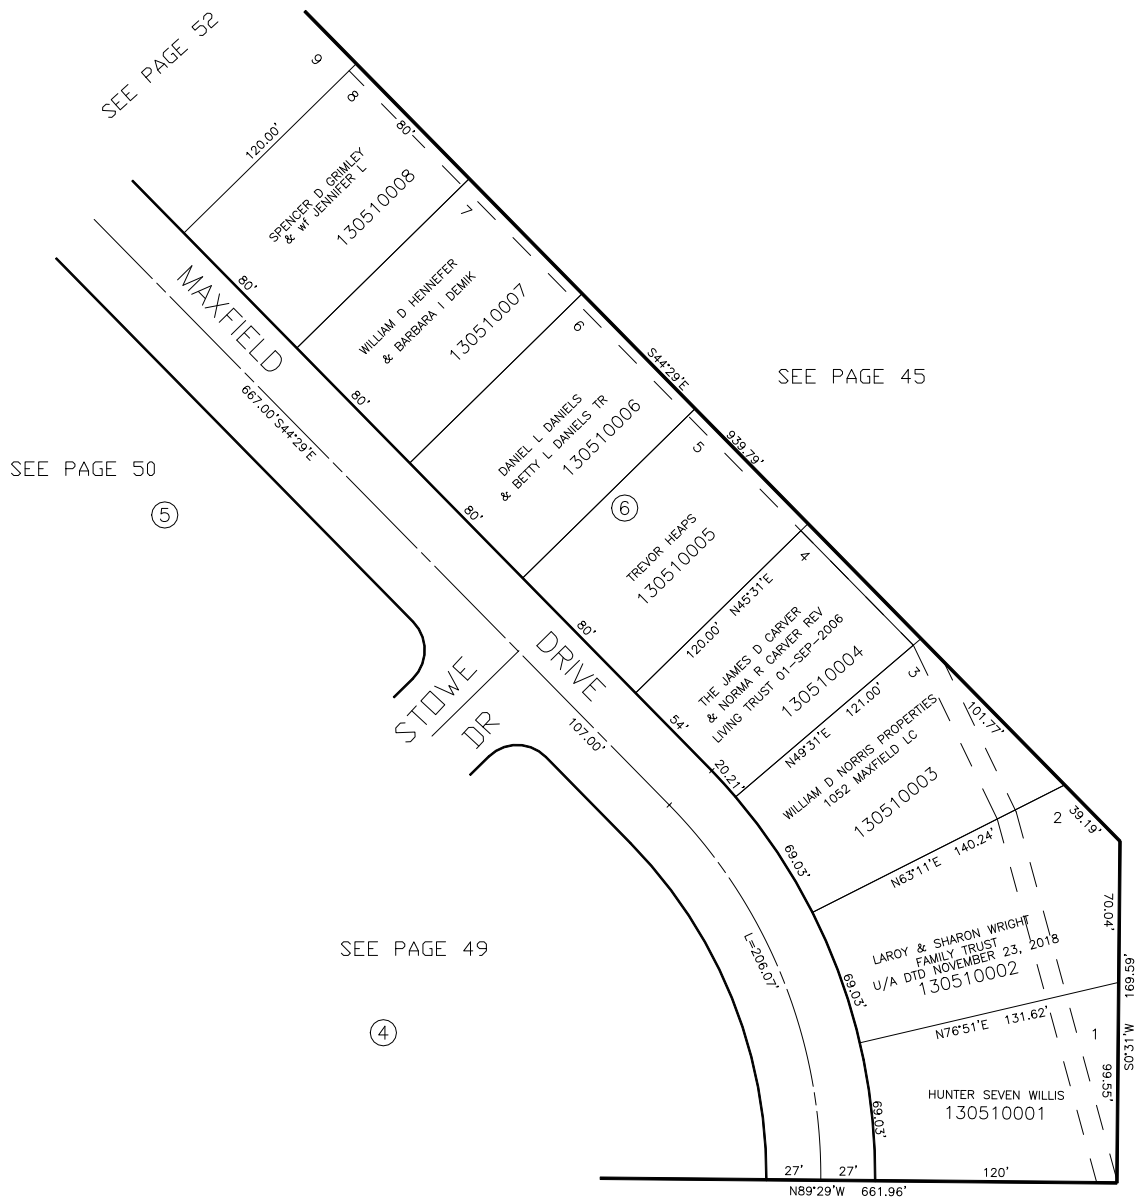 SEE PAGE 52
9
8
120.00'
80'
SPENCER D GRIMLEY
& wf JENNIFER L
130510008
80'
7
WILLIAM D HENNEFER
& BARBARA I DEMIK
130510007
80'
MAXFIELD
667.00' S44°29'E
6
S44°29'E
939.79'
SEE PAGE 45
DANIEL L DANIELS
& BETTY L DANIELS TR
130510006
80'
SEE PAGE 50
5
6
5
TREVOR HEAPS
130510005
80'
4
120.00' N45°31'E
THE JAMES D CARVER
& NORMA R CARVER REV
LIVING TRUST 01-SEP-2006
130510004
54'
20.21'
DRIVE
STOWE
DR
107.00'
3
N49°31'E 121.00'
101.77'
WILLIAM D NORRIS PROPERTIES
1052 MAXFIELD LC
130510003
69.03'
2
39.19'
N63°11'E 140.24'
70.04'
LAROY & SHARON WRIGHT
FAMILY TRUST
U/A DTD NOVEMBER 23, 2018
130510002
69.03'
L=206.07'
SEE PAGE 49
4
N76°51'E 131.62'
1
S0°31'W 169.59'
99.55'
HUNTER SEVEN WILLIS
130510001
69.03'
27'
27'
120'
N89°29'W 661.96'